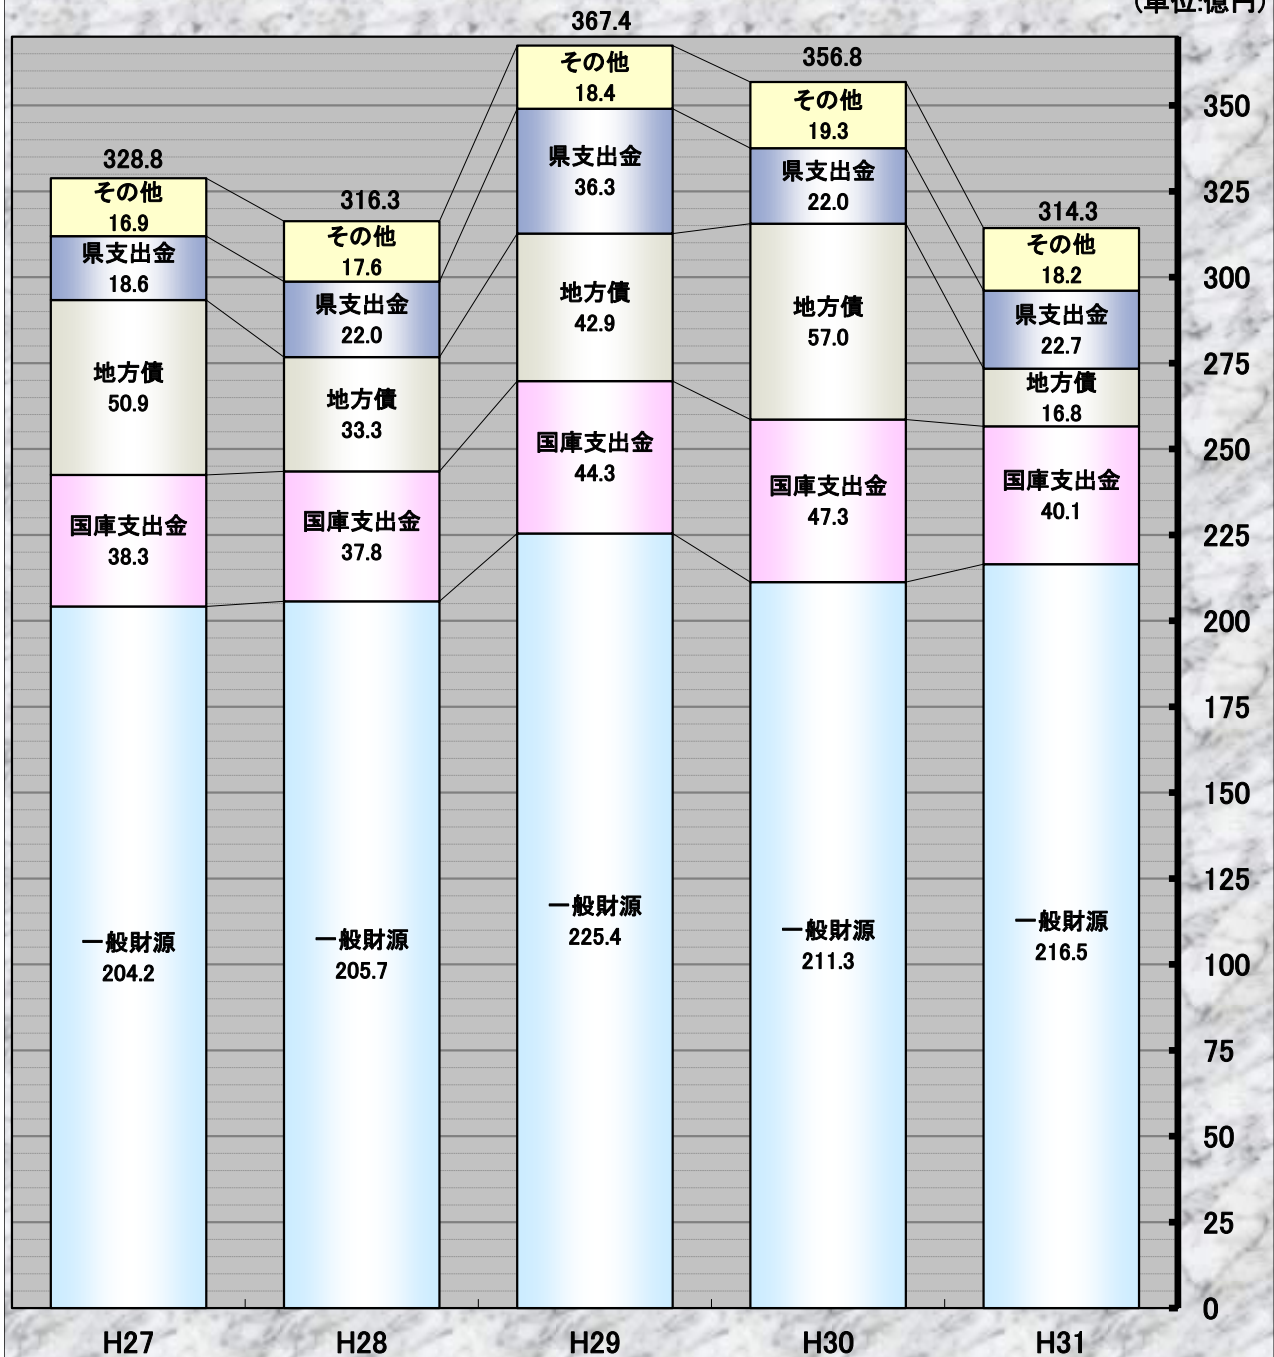 (単位:億円)
328.8
その他
16.9
県支出金
18.6
地方債
50.9
国庫支出金
38.3
一般財源
204.2
316.3
その他
17.6
県支出金
22.0
地方債
33.3
国庫支出金
37.8
一般財源
205.7
367.4
その他
18.4
県支出金
36.3
地方債
42.9
国庫支出金
44.3
一般財源
225.4
356.8
その他
19.3
県支出金
22.0
地方債
57.0
国庫支出金
47.3
一般財源
211.3
314.3
その他
18.2
県支出金
22.7
地方債
16.8
国庫支出金
40.1
一般財源
216.5
350
325
300
275
250
225
200
175
150
125
100
75
50
25
0
H27
H28
H29
H30
H31